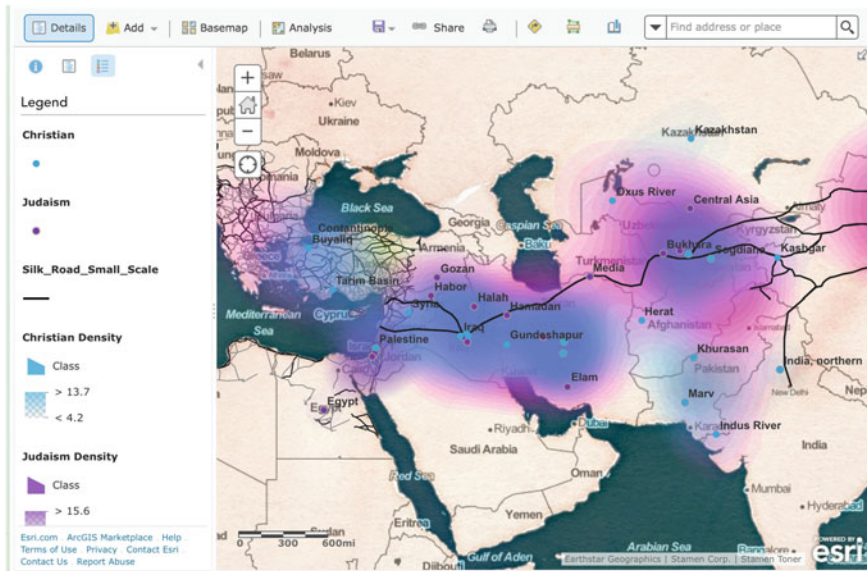 Details
Add
Basemap
Analysis
Share
Find address or place
Legend
Christian
Judaism
Silk_Road_Small_Scale
Christian Density
Class
> 13.7
< 4.2
Judaism Density
Class
> 15.6
Esri.com . ArcGIS Marketplace . Help
Terms of Use . Privacy . Contact Esri .
Contact Us . Report Abuse
Belarus
Kiev
Ukraine
Moldova
Kazakhstan
Kazakhstan
Oxus River
Central Asia
Almaty
Black Sea
Contantinople
Buyaliq
Georgia
Caspian Sea
Baku
Armenia
Kyrgyzstan
Bukhara
Sogdiana
Kashgar
Turkmenistan
Media
Gozan
Habor
Tarim Basin
Halah
Hamadan
Syria
Cyprus
Mediterranean
Sea
Herat
Afghanistan
Islamabad
Iraq
Gundeshapur
Palestine
Jordan
Khurasan
Pakistan
India, northern
New Delhi
Elam
Marv
Egypt
Egypt
Indus River
Dubai
Riyadh
Saudi Arabia
India
Oman
Mumbai
Red Sea
Hyderabad
Yemen
Eritrea
Arabian Sea
Gulf of Aden
0 300 600mi
Earthstar Geographics | Stamen Corp. | Stamen Toner
POWERED BY
esri